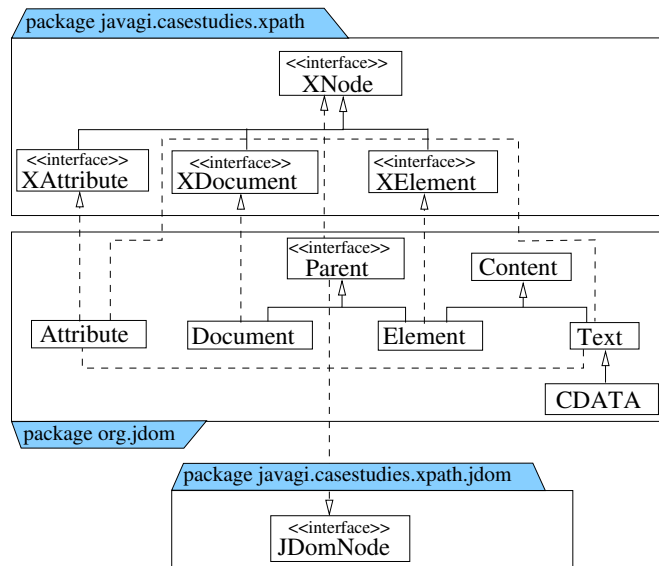 package javagi.casestudies.xpath
<<interface>>
XNode
<<interface>>
XAttribute
<<interface>>
XDocument
<<interface>>
XElement
<<interface>>
Parent
Content
Attribute
Document
Element
Text
CDATA
package org.jdom
package javagi.casestudies.xpath.jdom
<<interface>>
JDomNode